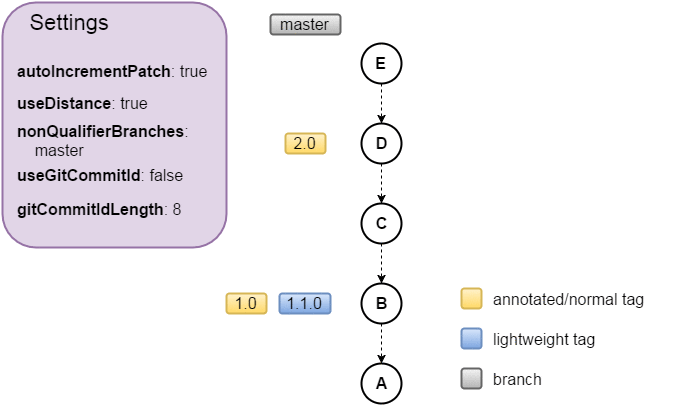 Settings
autoIncrementPatch: true
useDistance: true
nonQualifierBranches:
master
useGitCommitId: false
gitCommitIdLength: 8
master
E
2.0
D
C
1.0
1.1.0
B
A
annotated/normal tag
lightweight tag
branch